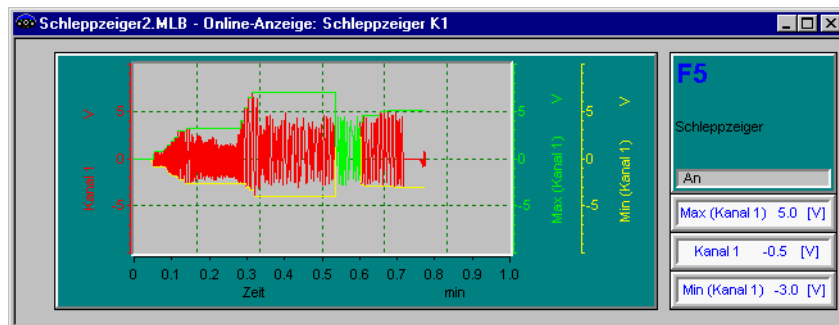 Schleppzeiger2.MLB - Online-Anzeige: Schleppzeiger K1
Kanal 1 V
5
0
-5
0 0.1 0.2 0.3 0.4 0.5 0.6 0.7 0.8 0.9 1.0
Zeit min
Max (Kanal 1) V
5
0
-5
Min (Kanal 1) V
5
0
-5
F5
Schleppzeiger
An
Max (Kanal 1) 5.0 [V]
Kanal 1 -0.5 [V]
Min (Kanal 1) -3.0 [V]